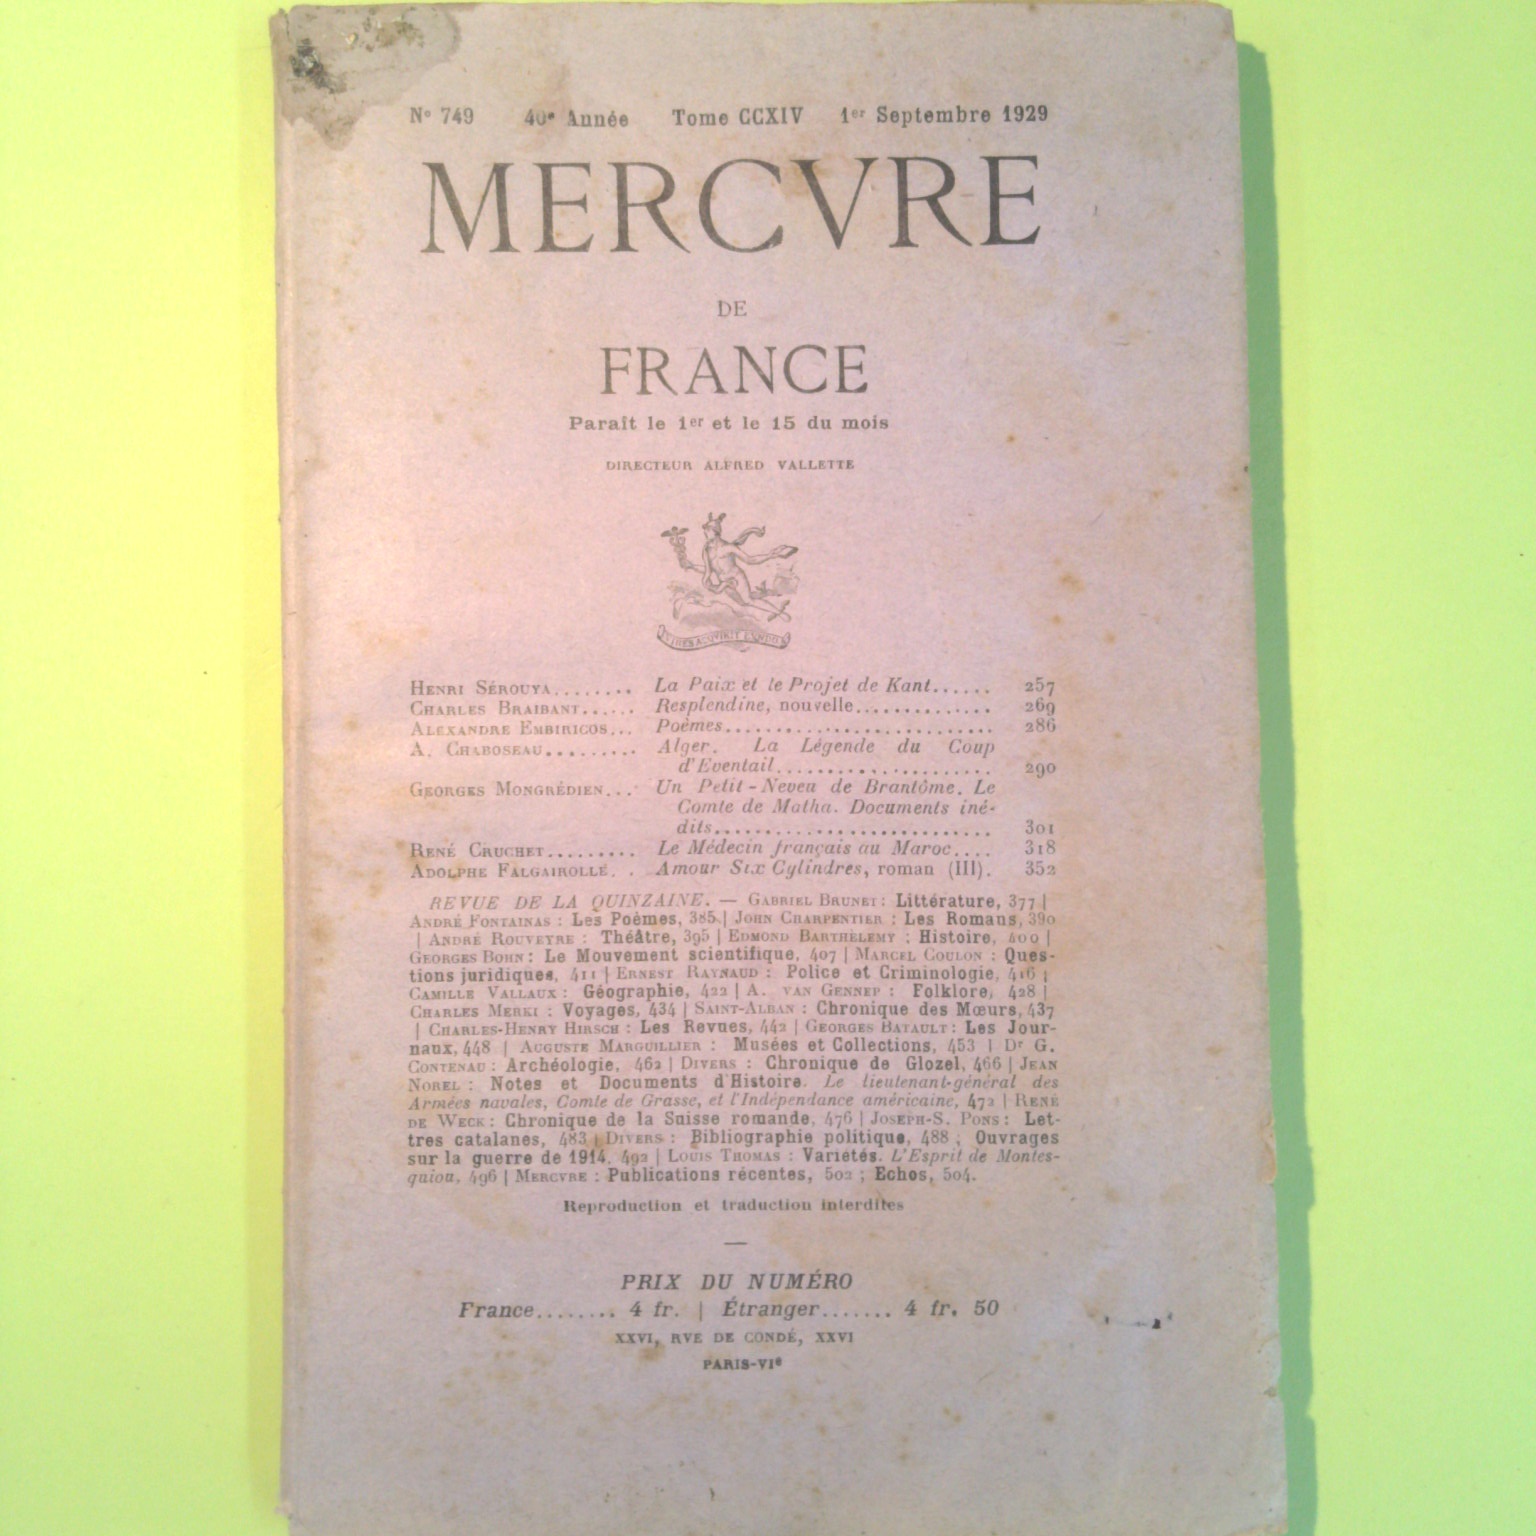 Nº 749 40e Année Tome CCXIV 1er Septembre 1929
MERCVRE
DE
FRANCE
Paraît le 1er et le 15 du mois
DIRECTEUR ALFRED VALLETTE
VIRES ACQVIRIT EVNDO
HENRI SÉROUYA........ La Paix et le Projet de Kant...... 257
CHARLES BRAIBANT...... Resplendine, nouvelle.............. 269
ALEXANDRE EMBIRICOS... Poèmes........................... 286
A. CHABOSEAU......... Alger. La Légende du Coup
d'Eventail..................... 290
GEORGES MONGRÉDIEN... Un Petit-Neveu de Brantôme. Le
Comte de Matha. Documents iné-
dits............................ 301
RENÉ CRUCHET......... Le Médecin français au Maroc.... 318
ADOLPHE FALGAIROLLE. . Amour Six Cylindres, roman (III). 352
REVUE DE LA QUINZAINE. — GABRIEL BRUNET: Littérature, 377 |
ANDRÉ FONTAINAS : Les Poèmes, 385 | JOHN CHARPENTIER : Les Romans, 390
| ANDRÉ ROUVEYRE : Théâtre, 395 | EDMOND BARTHÈLEMY : Histoire, 400 |
GEORGES BOHN : Le Mouvement scientifique, 407 | MARCEL COULON : Ques-
tions juridiques, 411 | ERNEST RAYNAUD : Police et Criminologie, 416 |
CAMILLE VALLAUX : Géographie, 422 | A. VAN GENNEP : Folklore, 428 |
CHARLES MERKI : Voyages, 434 | SAINT-ALBAN : Chronique des Mœurs, 437
| CHARLES-HENRY HIRSCH : Les Revues, 442 | GEORGES BATAULT : Les Jour-
naux, 448 | AUGUSTE MARGUILLIER : Musées et Collections, 453 | Dr G.
CONTENAU : Archéologie, 462 | DIVERS : Chronique de Glozel, 466 | JEAN
NOREL : Notes et Documents d'Histoire. Le lieutenant-général des
Armées navales, Comte de Grasse, et l'Indépendance américaine, 472 | RENÉ
DE WECK : Chronique de la Suisse romande, 476 | JOSEPH-S. PONS : Let-
tres catalanes, 483 | DIVERS : Bibliographie politique, 488 ; Ouvrages
sur la guerre de 1914, 492 | LOUIS THOMAS : Variétés. L'Esprit de Montes-
quiou, 496 | MERCVRE : Publications récentes, 502 ; Echos, 504.
Reproduction et traduction interdites
PRIX DU NUMÉRO
France........ 4 fr. | Étranger....... 4 fr. 50
XXVI, RVE DE CONDÉ, XXVI
PARIS-VIe